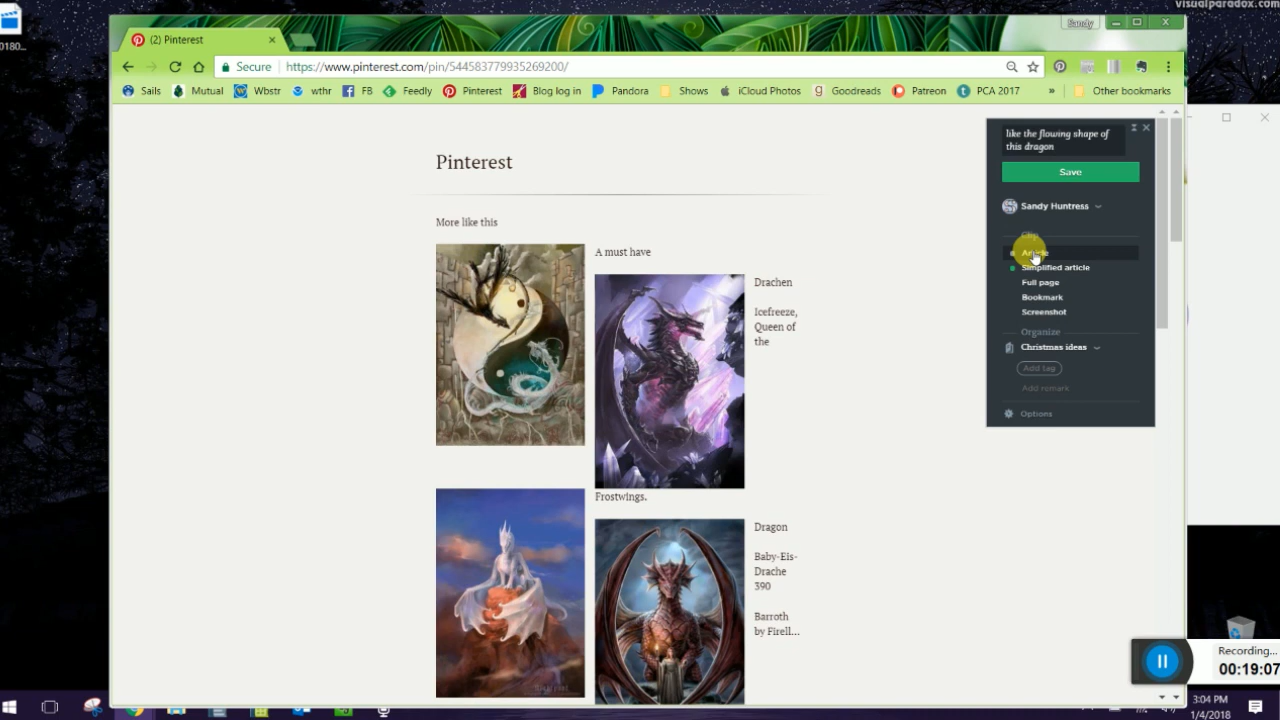 visualparadox.com
0180...
Sandy
(2) Pinterest
Secure https://www.pinterest.com/pin/544583779935269200/
Sails Mutual Wbstr wthr FB Feedly Pinterest Blog log in Pandora Shows iCloud Photos Goodreads Patreon PCA 2017 » Other bookmarks
Pinterest
More like this
A must have
Drachen
Icefreeze,
Queen of
the
Frostwings.
Dragon
Baby-Eis-
Drache
390
Barroth
by Firell...
like the flowing shape of
this dragon
Save
Sandy Huntress
Clip
Article
Simplified article
Full page
Bookmark
Screenshot
Organize
Christmas ideas
Add tag
Add remark
Options
Recording...
00:19:07
3:04 PM
1/4/2018